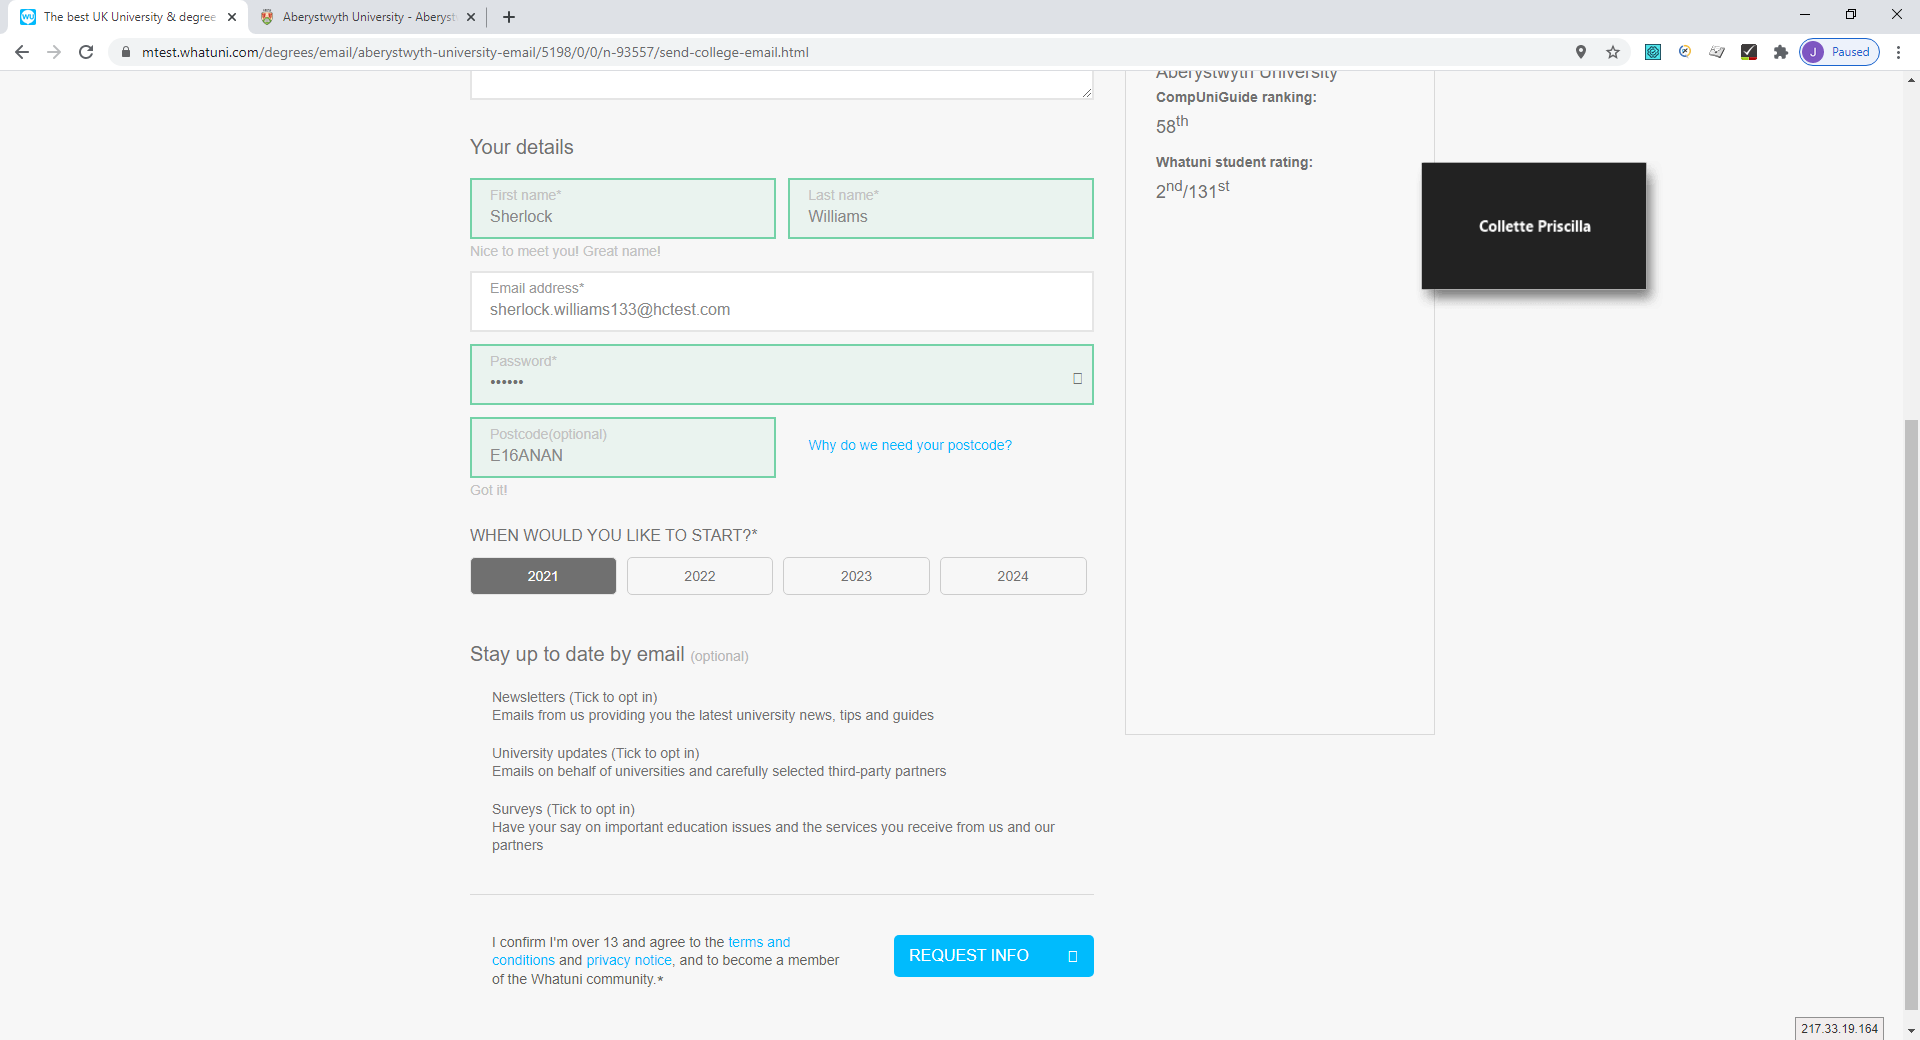 The best UK University & degree
Aberystwyth University - Aberyst
mtest.whatuni.com/degrees/email/aberystwyth-university-email/5198/0/0/n-93557/send-college-email.html
J Paused
Aberystwyth University
CompUniGuide ranking:
58th
Whatuni student rating:
2nd/131st
Collette Priscilla
Your details
First name*
Sherlock
Last name*
Williams
Nice to meet you! Great name!
Email address*
sherlock.williams133@hctest.com
Password*
••••••
Postcode(optional)
E16ANAN
Why do we need your postcode?
Got it!
WHEN WOULD YOU LIKE TO START?*
2021 2022 2023 2024
Stay up to date by email (optional)
Newsletters (Tick to opt in)
Emails from us providing you the latest university news, tips and guides
University updates (Tick to opt in)
Emails on behalf of universities and carefully selected third-party partners
Surveys (Tick to opt in)
Have your say on important education issues and the services you receive from us and our
partners
I confirm I'm over 13 and agree to the terms and
conditions and privacy notice, and to become a member
of the Whatuni community.*
REQUEST INFO
217.33.19.164